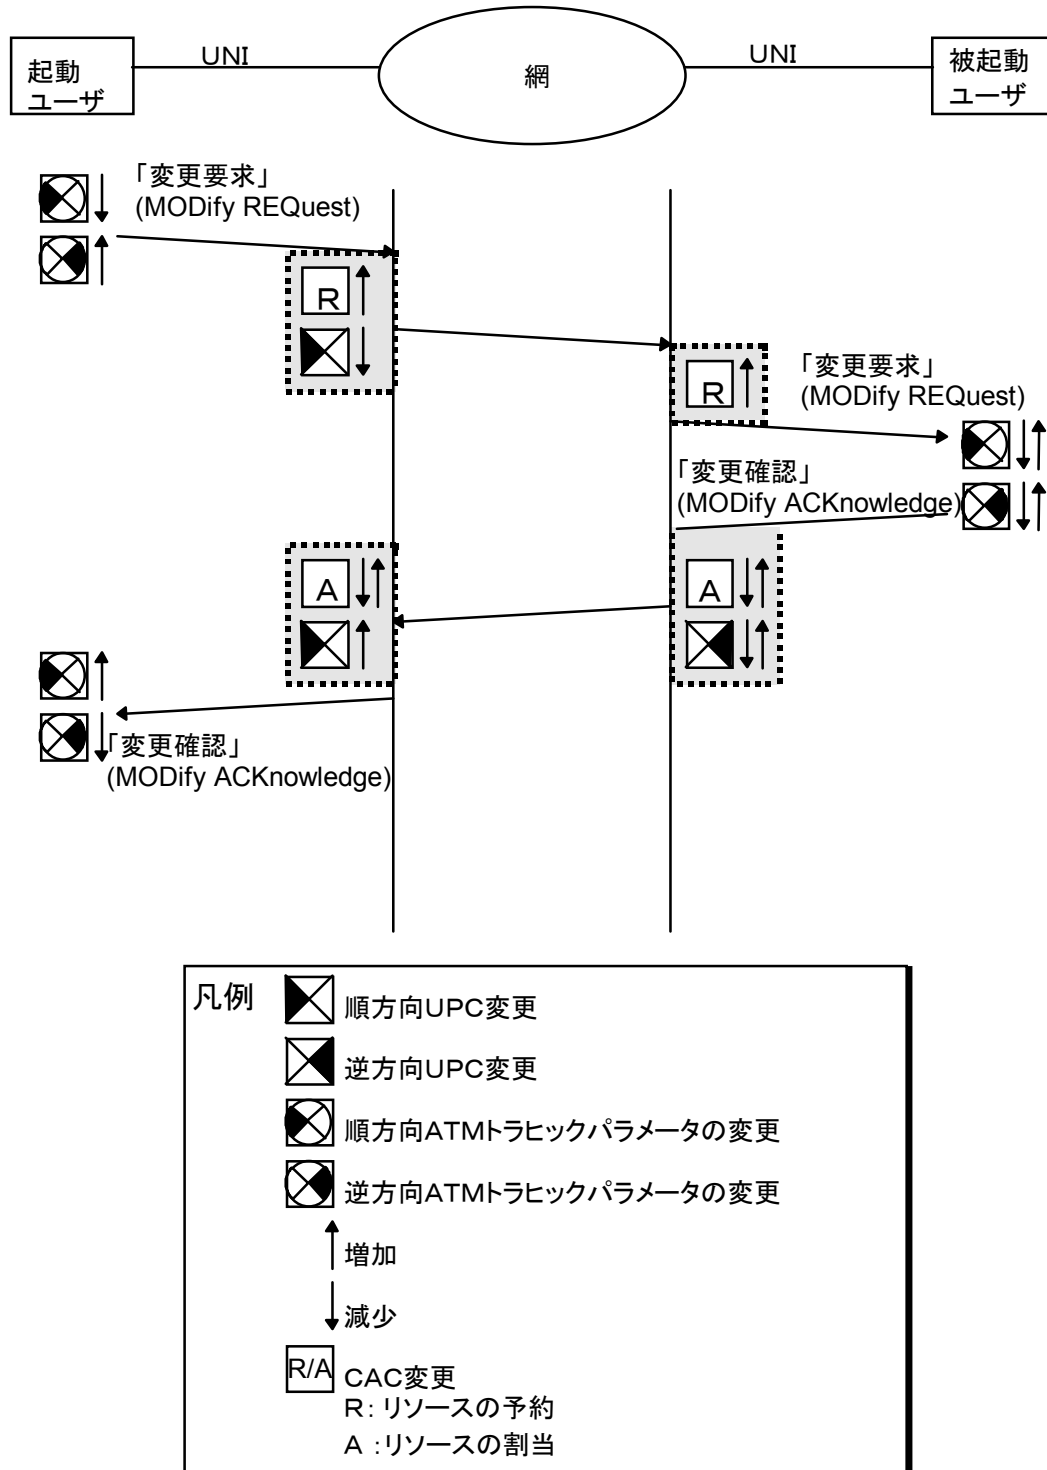 起動
ユーザ
UNI
網
UNI
被起動
ユーザ
「変更要求」
(MODify REQuest)
R
R
「変更要求」
(MODify REQuest)
「変更確認」
(MODify ACKnowledge)
A
A
「変更確認」
(MODify ACKnowledge)
凡例
順方向UPC変更
逆方向UPC変更
順方向ATMトラヒックパラメータの変更
逆方向ATMトラヒックパラメータの変更
増加
減少
R/A CAC変更
R:リソースの予約
A:リソースの割当